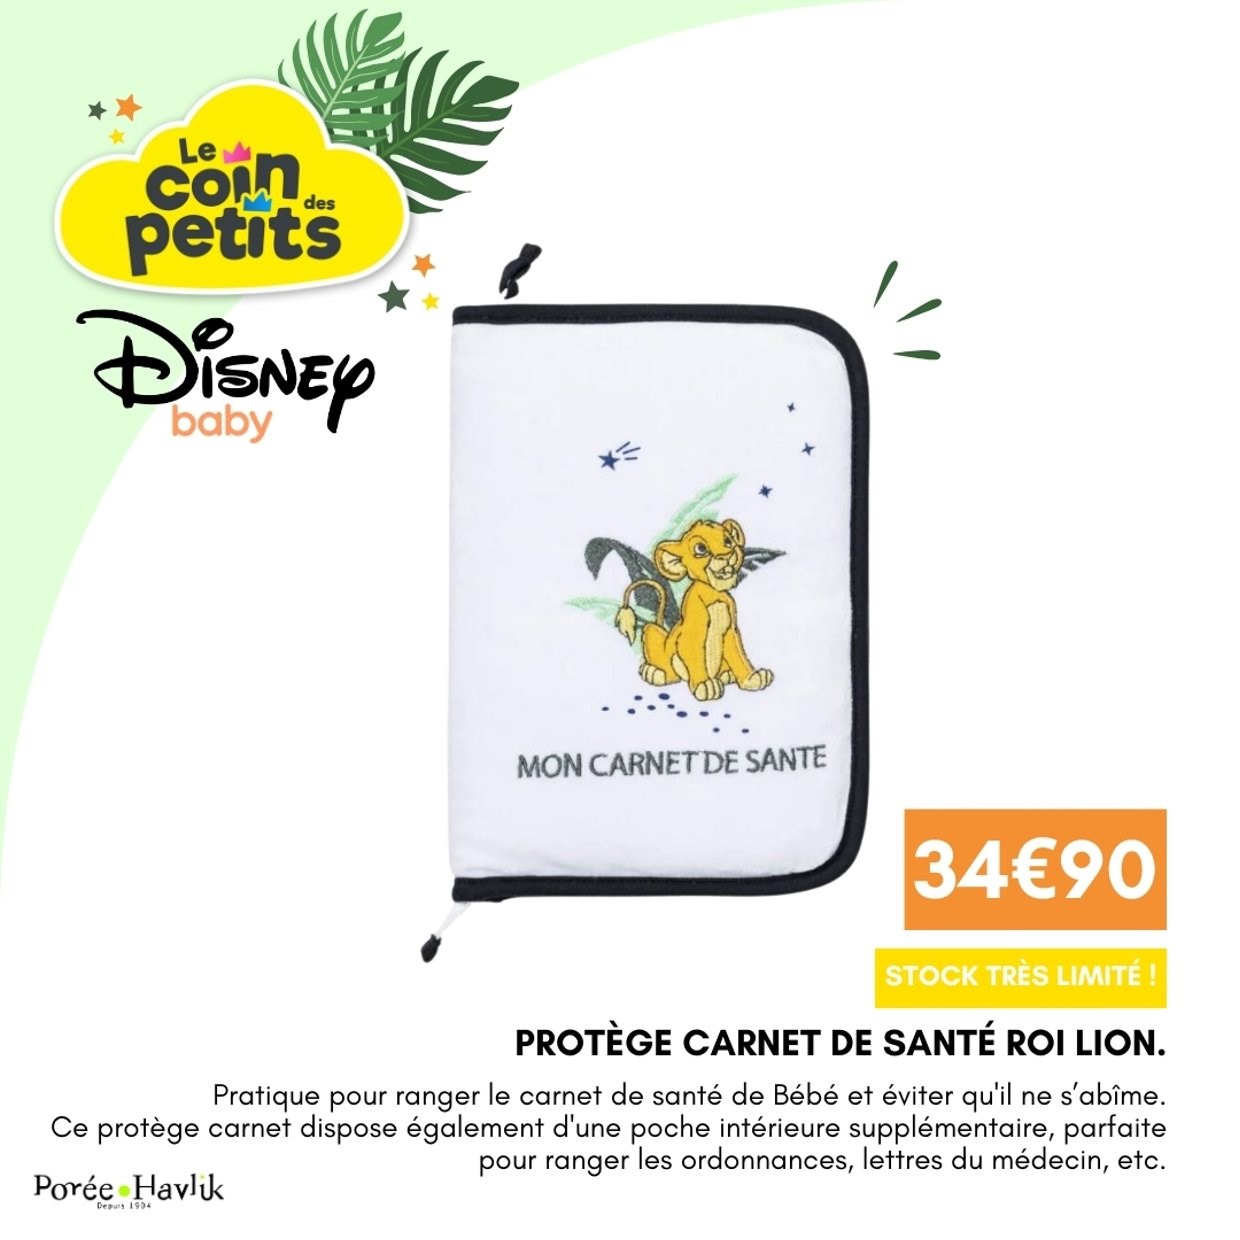 Le
coin
des
petits
Disney
baby
MON CARNET DE SANTE
34€90
STOCK TRÈS LIMITÉ !
PROTÈGE CARNET DE SANTÉ ROI LION.
Pratique pour ranger le carnet de santé de Bébé et éviter qu'il ne s’abîme.
Ce protège carnet dispose également d'une poche intérieure supplémentaire, parfaite
pour ranger les ordonnances, lettres du médecin, etc.
Porée Havlik
Depuis 1994